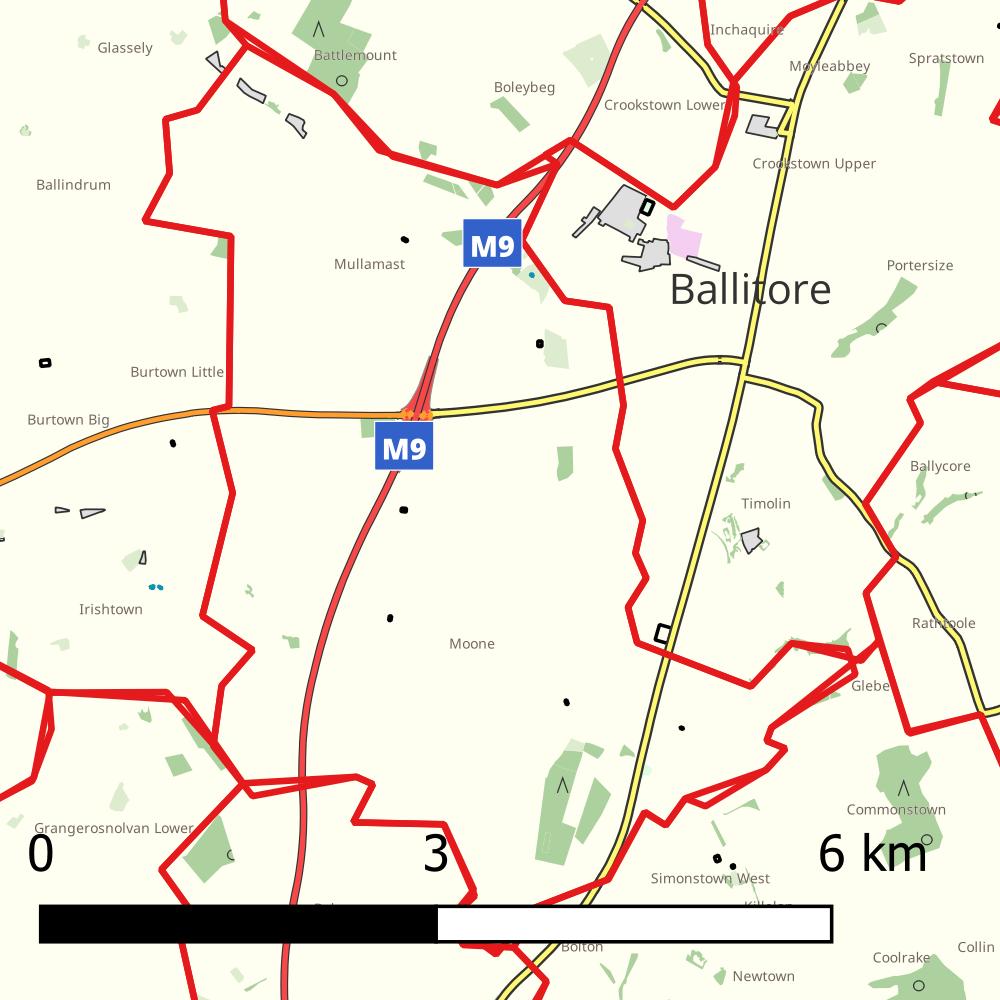 Inchaquire
Glassely
Battlemount
Spratstown
Moyleabbey
Boleybeg
Crookstown Lower
Crookstown Upper
Ballindrum
M9
Mullamast
Portersize
Ballitore
Burtown Little
Burtown Big
M9
Ballycore
Timolin
Irishtown
Rathtoole
Moone
Glebe
Commonstown
Grangerosnolvan Lower
0 3 6 km
Simonstown West
Bolton
Collin
Coolrake
Newtown